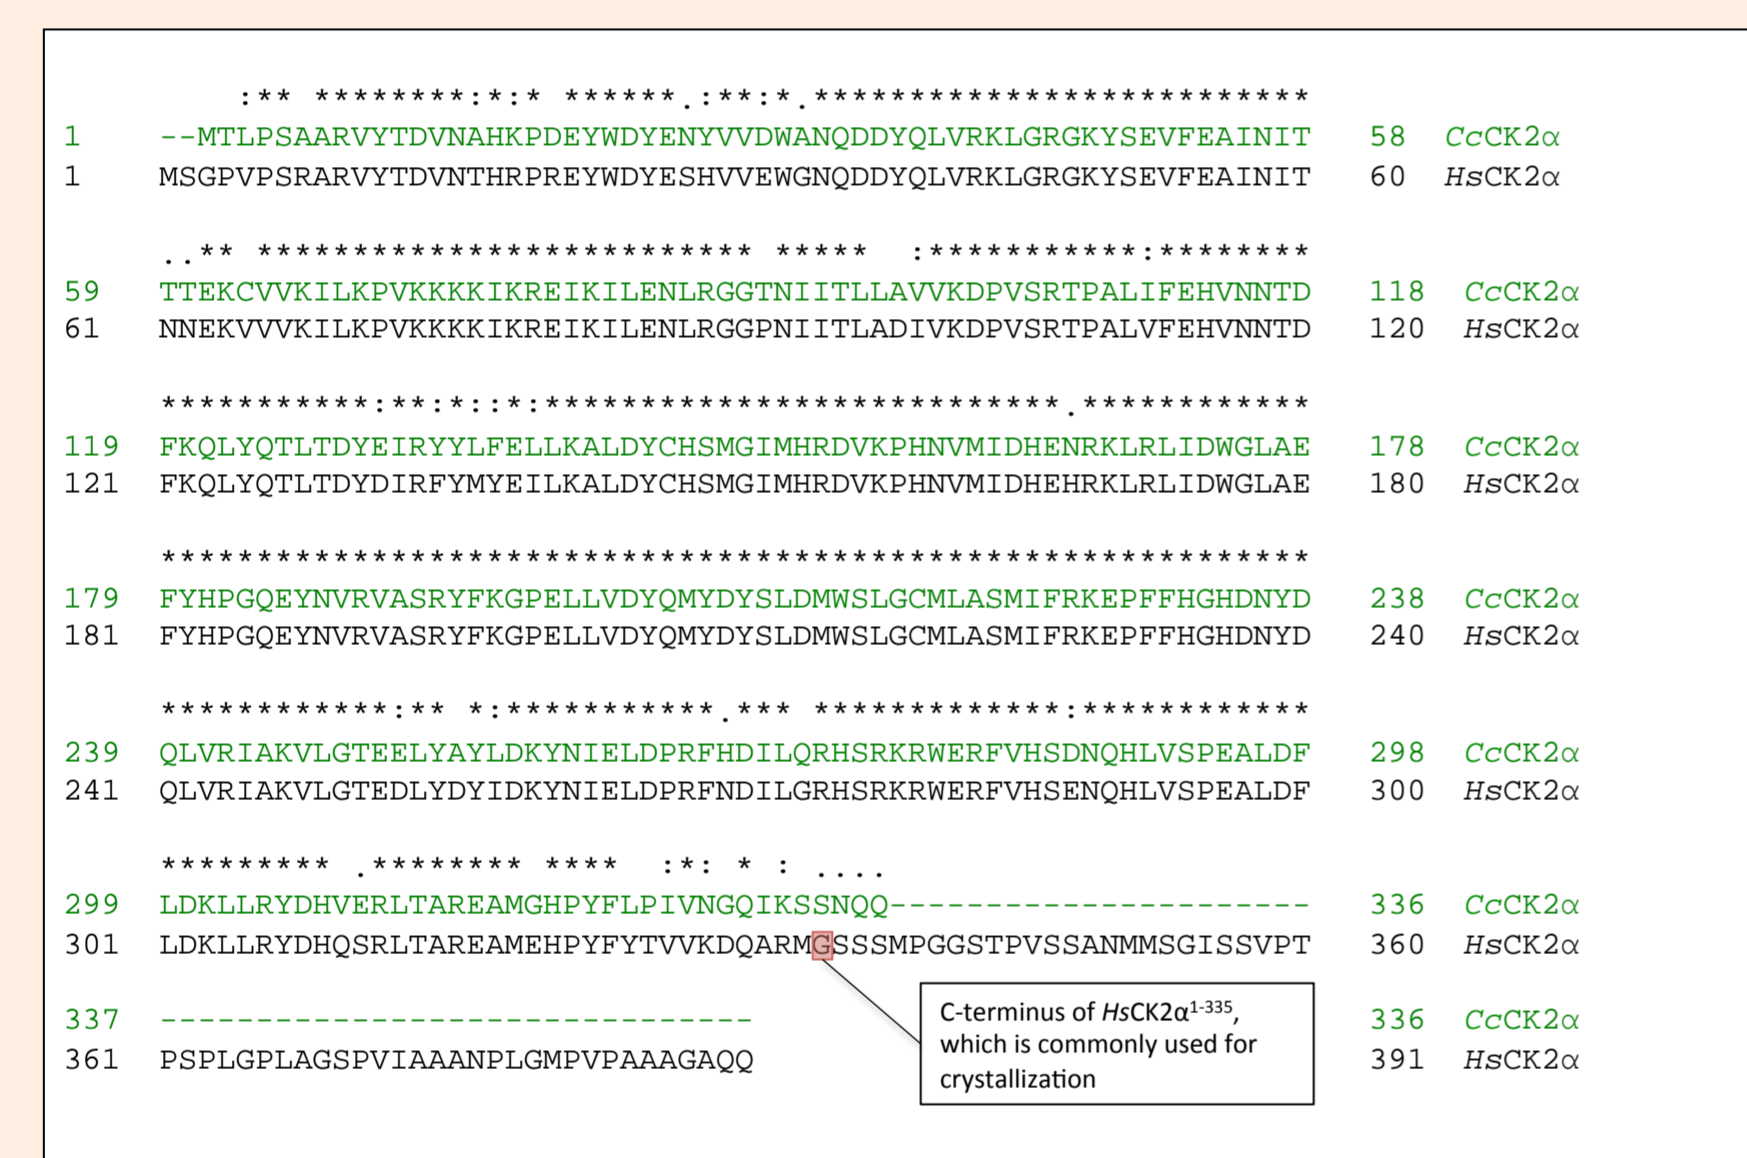 :** ********:*:* ******.:**:*.**************************
1 --MTLPSAARVYTDVNAHKPDEYWDYENYVVDWANQDDYQLVRKLGRGKYSEVFEAINIT 58 CcCK2α
1 MSGPVPSRARVYTDVNTHRPREYWDYESHVVEWGNQDDYQLVRKLGRGKYSEVFEAINIT 60 HsCK2α
..** ************************** *****  :***********:********
59 TTEKCVVKILKPVKKKKIKREIKILENLRGGTNIITLLAVVKDPVSRTPALIFEHVNNTD 118 CcCK2α
61 NNEKVVVKILKPVKKKKIKREIKILENLRGGPNIITLADIVKDPVSRTPALVFEHVNNTD 120 HsCK2α
***********:**:*::*:***************************.************
119 FKQLYQTLTDYEIRYYLFELLKALDYCHSMGIMHRDVKPHNVMIDHENRKLRLIDWGLAE 178 CcCK2α
121 FKQLYQTLTDYDIRFYMYEILKALDYCHSMGIMHRDVKPHNVMIDHEHRKLRLIDWGLAE 180 HsCK2α
************************************************************
179 FYHPGQEYNVRVASRYFKGPELLVDYQMYDYSLDMWSLGCMLASMIFRKEPFFHGHDNYD 238 CcCK2α
181 FYHPGQEYNVRVASRYFKGPELLVDYQMYDYSLDMWSLGCMLASMIFRKEPFFHGHDNYD 240 HsCK2α
************:** *:***********.*** *************:************
239 QLVRIAKVLGTEELYAYLDKYNIELDPRFHDILQRHSRKRWERFVHSDNQHLVSPEALDF 298 CcCK2α
241 QLVRIAKVLGTEDLYDYIDKYNIELDPRFNDILGRHSRKRWERFVHSENQHLVSPEALDF 300 HsCK2α
********* .******** ****  :*: * : ....
299 LDKLLRYDHVERLTAREAMGHPYFLPIVNGQIKSSNQQ---------------------- 336 CcCK2α
301 LDKLLRYDHQSRLTAREAMEHPYFYTVVKDQARMGSSSMPGGSTPVSSANMMSGISSVPT 360 HsCK2α
337 ------------------------------- 336 CcCK2α
361 PSPLGPLAGSPVIAAANPLGMPVPAAAGAQQ 391 HsCK2α
C-terminus of HsCK2α1-335,
which is commonly used for
crystallization